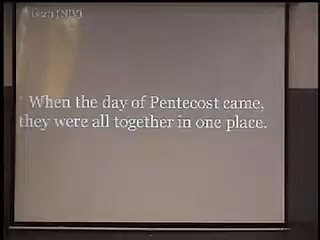 When the day of Pentecost came,
they were all together in one place.